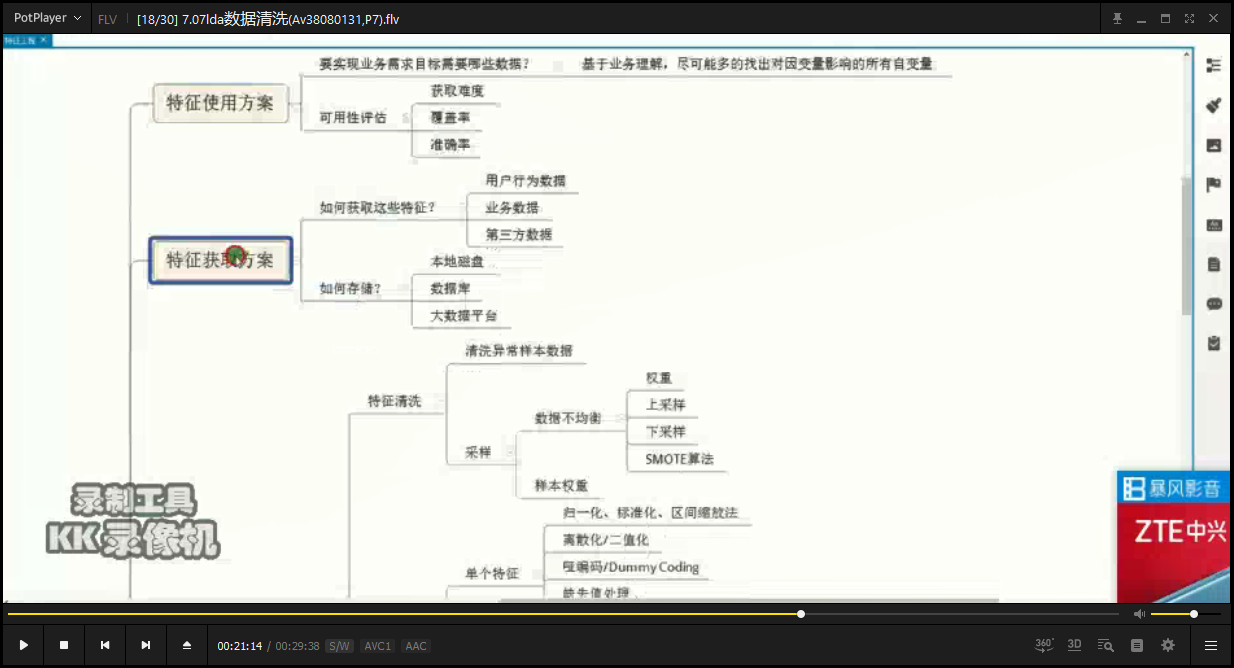 PotPlayer
FLV
[18/30] 7.07lda数据清洗(Av38080131,P7).flv
特征工程
要实现业务需求目标需要哪些数据?
基于业务理解，尽可能多的找出对因变量影响的所有自变量
特征使用方案
获取难度
可用性评估
覆盖率
准确率
用户行为数据
如何获取这些特征?
业务数据
第三方数据
特征获取方案
本地磁盘
如何存储?
数据库
大数据平台
清洗异常样本数据
特征清洗
权重
数据不均衡
上采样
下采样
采样
SMOTE算法
样本权重
录制工具
KK录像机
暴风影音
ZTE中兴
归一化、标准化、区间缩放法
离散化/二值化
单个特征
哑编码/Dummy Coding
缺失值处理
00:21:14 / 00:29:38 S/W AVC1 AAC
360°
3D